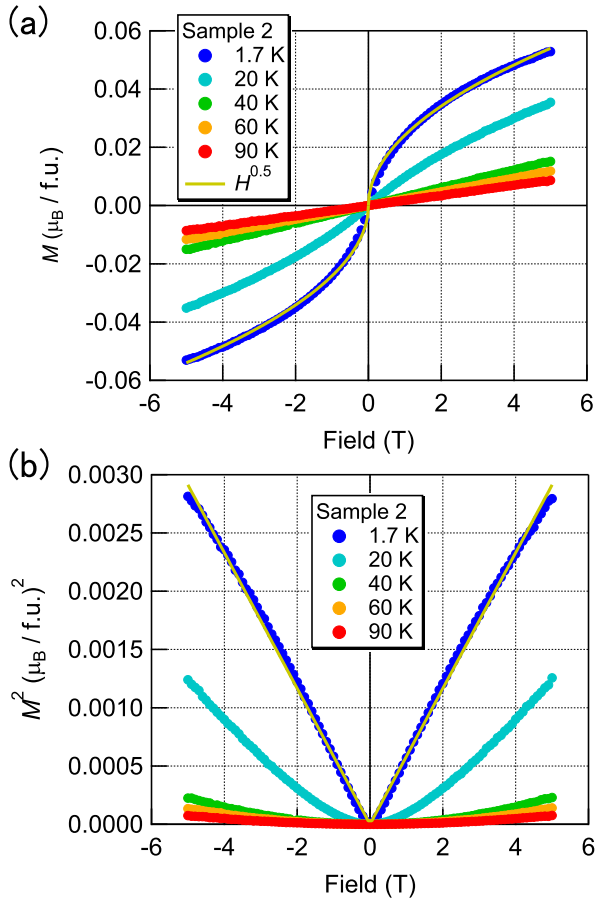 (a)
Sample 2
1.7 K
20 K
40 K
60 K
90 K
H^0.5
0.06
0.04
0.02
0.00
-0.02
-0.04
-0.06
M (μ_B / f.u.)
-6 -4 -2 0 2 4 6
Field (T)
(b)
Sample 2
1.7 K
20 K
40 K
60 K
90 K
0.0030
0.0025
0.0020
0.0015
0.0010
0.0005
0.0000
M² (μ_B / f.u.)²
-6 -4 -2 0 2 4 6
Field (T)